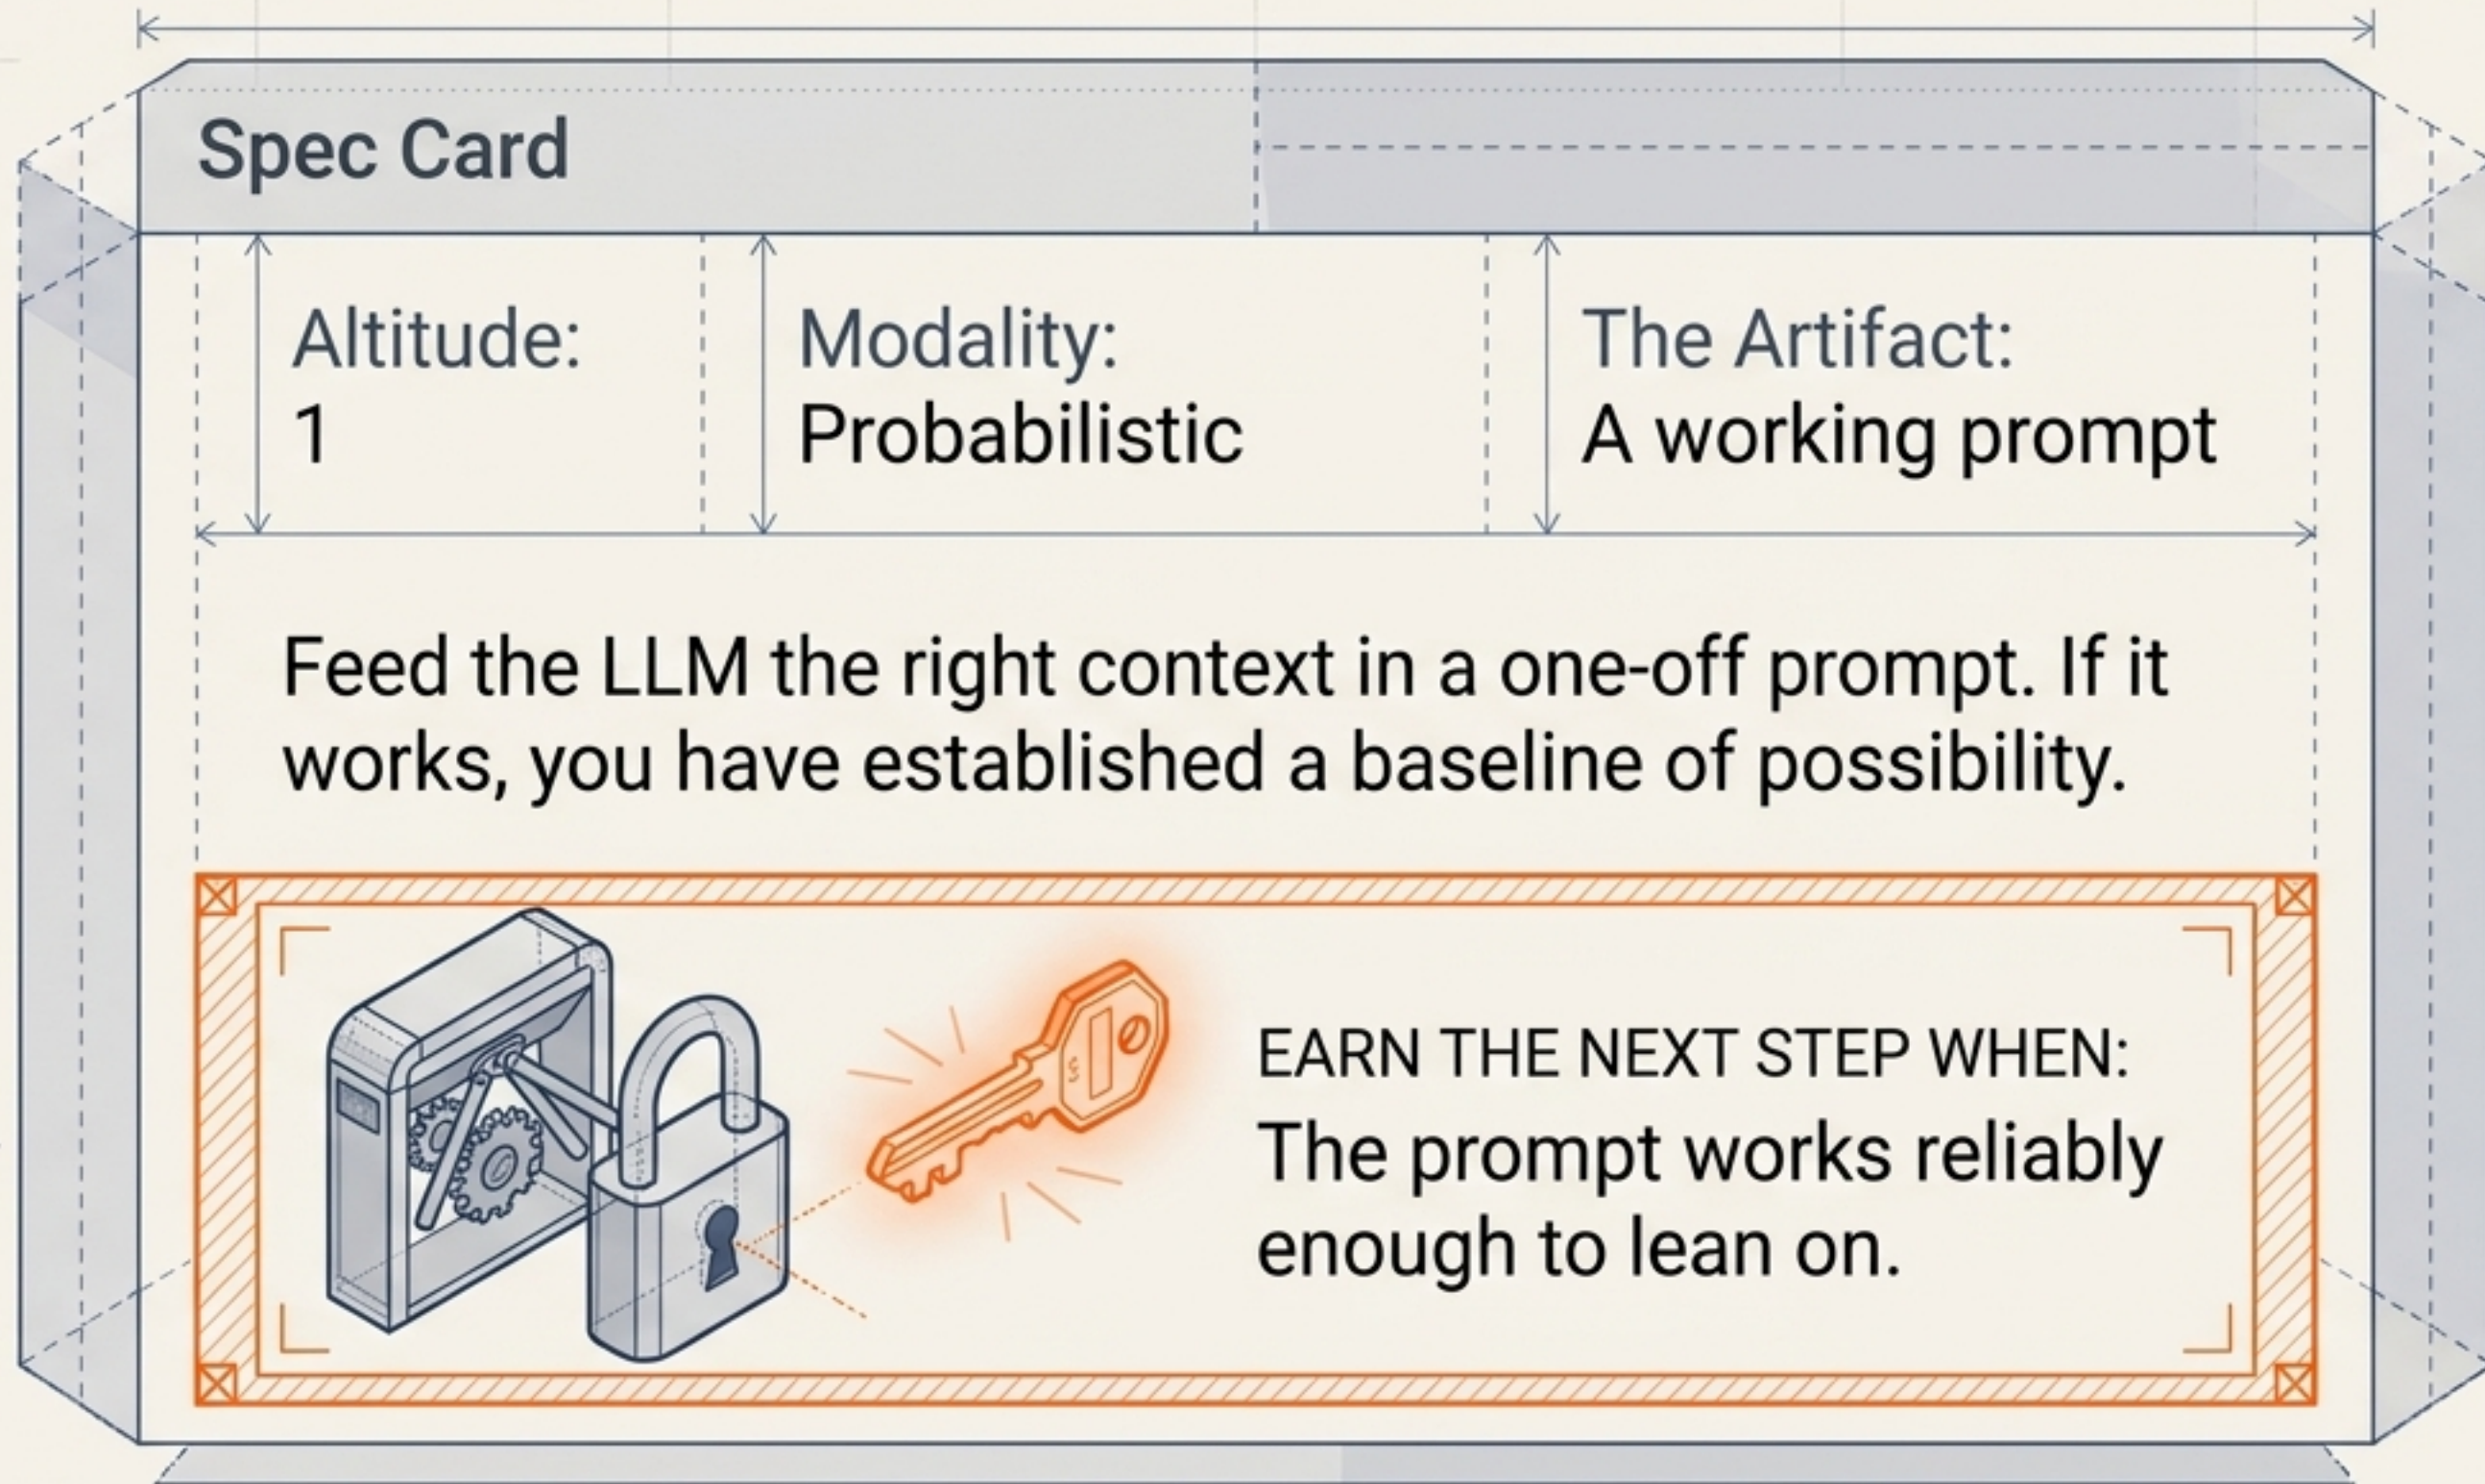 Spec Card
Altitude:
1
Modality:
Probabilistic
The Artifact:
A working prompt
Feed the LLM the right context in a one-off prompt. If it
works, you have established a baseline of possibility.
EARN THE NEXT STEP WHEN:
The prompt works reliably
enough to lean on.